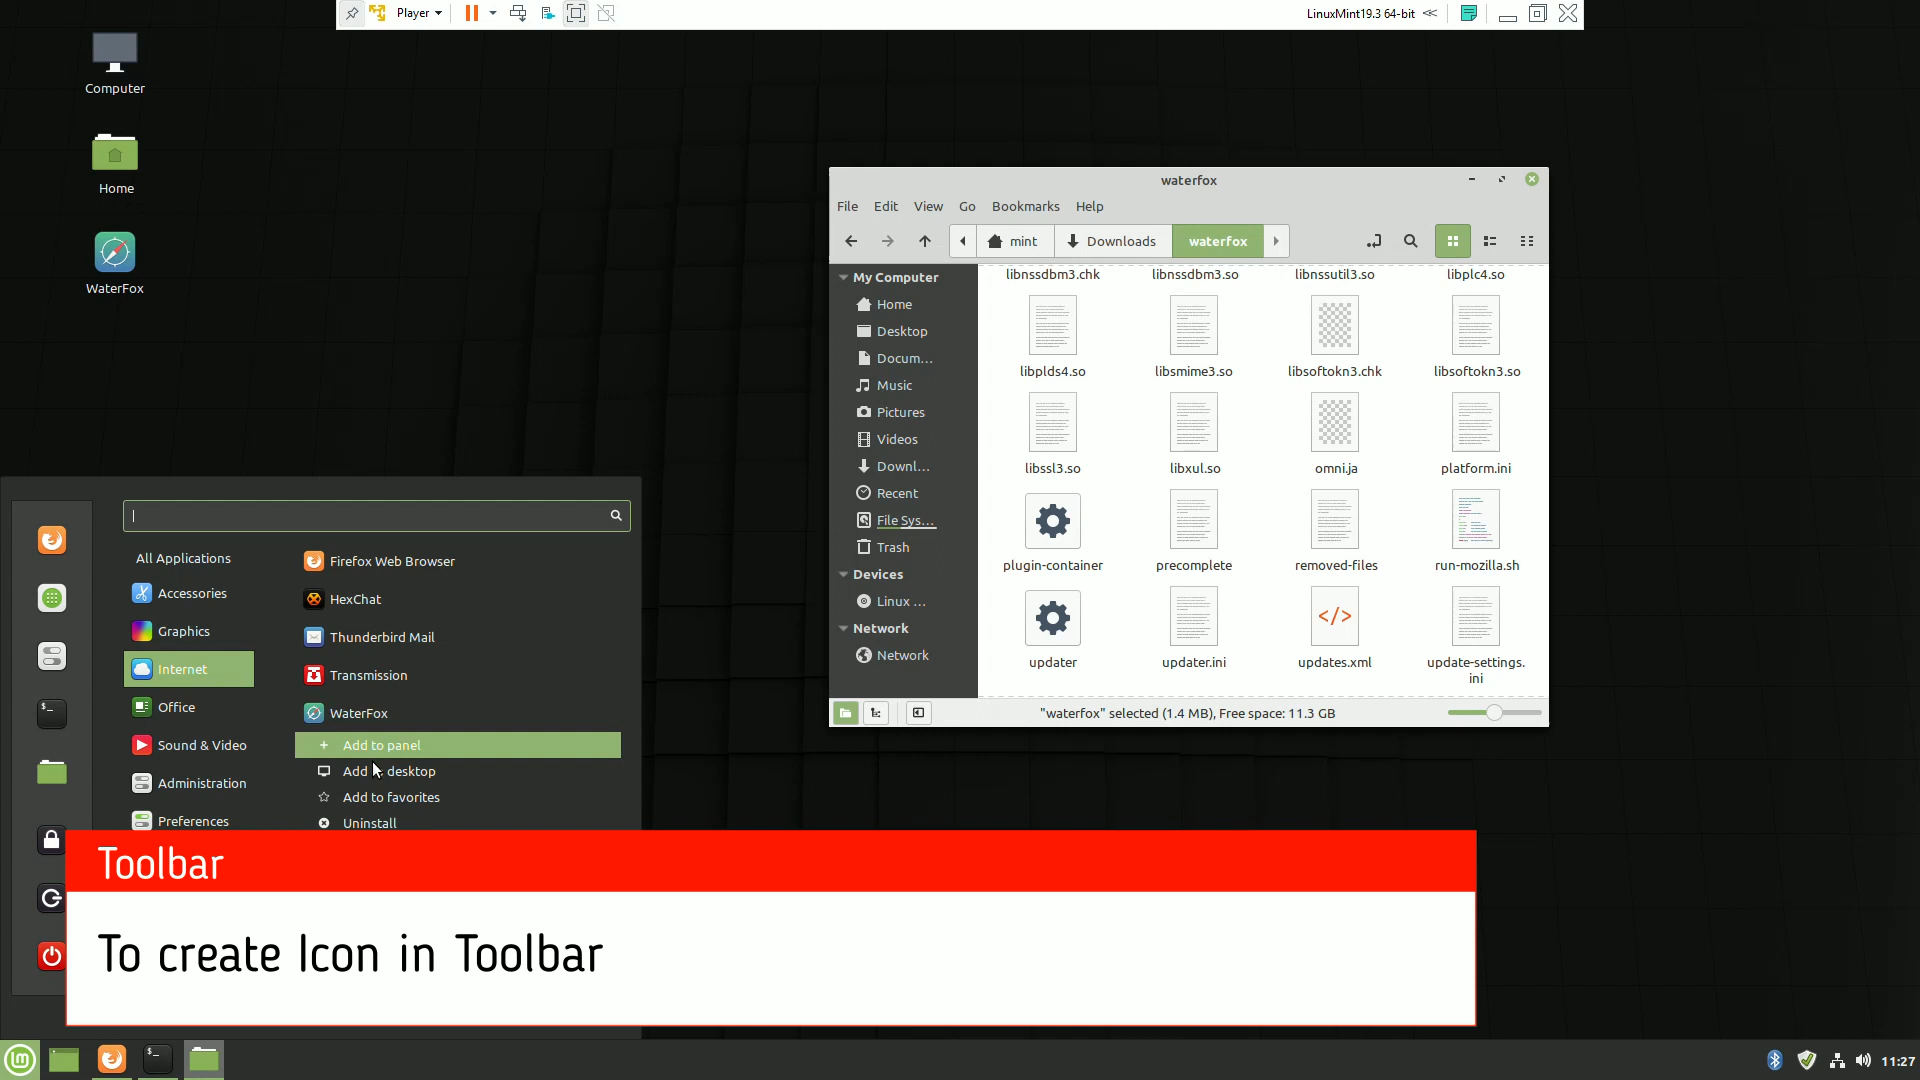 Player
LinuxMint19.3 64-bit
Computer
Home
WaterFox
waterfox
File Edit View Go Bookmarks Help
mint Downloads waterfox
My Computer
Home
Desktop
Docum...
Music
Pictures
Videos
Downl...
Recent
File Sys...
Trash
Devices
Linux ...
Network
Network
libnssdbm3.chk libnssdbm3.so libnssutil3.so libplc4.so
libplds4.so libsmime3.so libsoftokn3.chk libsoftokn3.so
libssl3.so libxul.so omni.ja platform.ini
plugin-container precomplete removed-files run-mozilla.sh
updater updater.ini updates.xml update-settings.
ini
"waterfox" selected (1.4 MB), Free space: 11.3 GB
All Applications
Accessories
Graphics
Internet
Office
Sound & Video
Administration
Preferences
Firefox Web Browser
HexChat
Thunderbird Mail
Transmission
WaterFox
Add to panel
Add desktop
Add to favorites
Uninstall
Toolbar
To create Icon in Toolbar
11:27